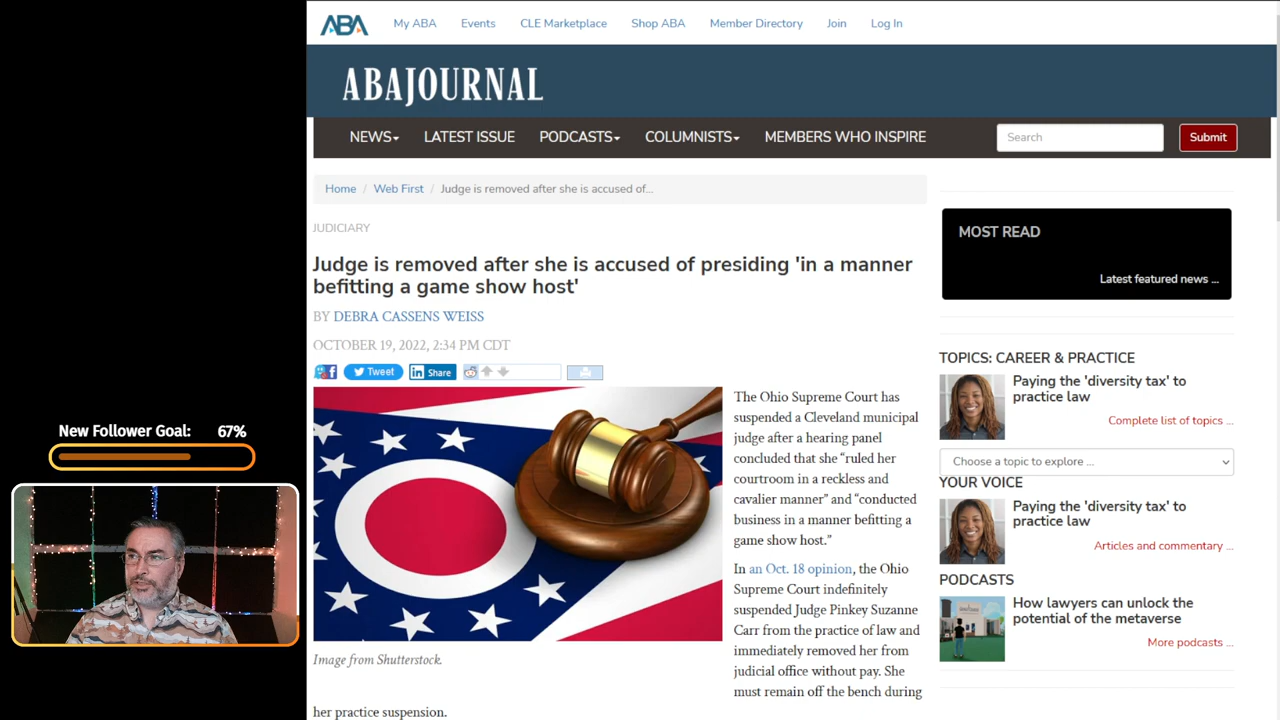 ABA
My ABA
Events
CLE Marketplace
Shop ABA
Member Directory
Join
Log In
ABAJOURNAL
NEWS
LATEST ISSUE
PODCASTS
COLUMNISTS
MEMBERS WHO INSPIRE
Search
Submit
Home / Web First / Judge is removed after she is accused of...
JUDICIARY
Judge is removed after she is accused of presiding 'in a manner
befitting a game show host'
BY DEBRA CASSENS WEISS
OCTOBER 19, 2022, 2:34 PM CDT
Tweet
Share
The Ohio Supreme Court has
suspended a Cleveland municipal
judge after a hearing panel
concluded that she “ruled her
courtroom in a reckless and
cavalier manner” and “conducted
business in a manner befitting a
game show host.”
In an Oct. 18 opinion, the Ohio
Supreme Court indefinitely
suspended Judge Pinkey Suzanne
Carr from the practice of law and
immediately removed her from
judicial office without pay. She
must remain off the bench during
her practice suspension.
Image from Shutterstock.
MOST READ
Latest featured news ...
TOPICS: CAREER & PRACTICE
Paying the 'diversity tax' to
practice law
Complete list of topics ...
Choose a topic to explore ...
YOUR VOICE
Paying the 'diversity tax' to
practice law
Articles and commentary ...
PODCASTS
How lawyers can unlock the
potential of the metaverse
More podcasts ...
New Follower Goal: 67%